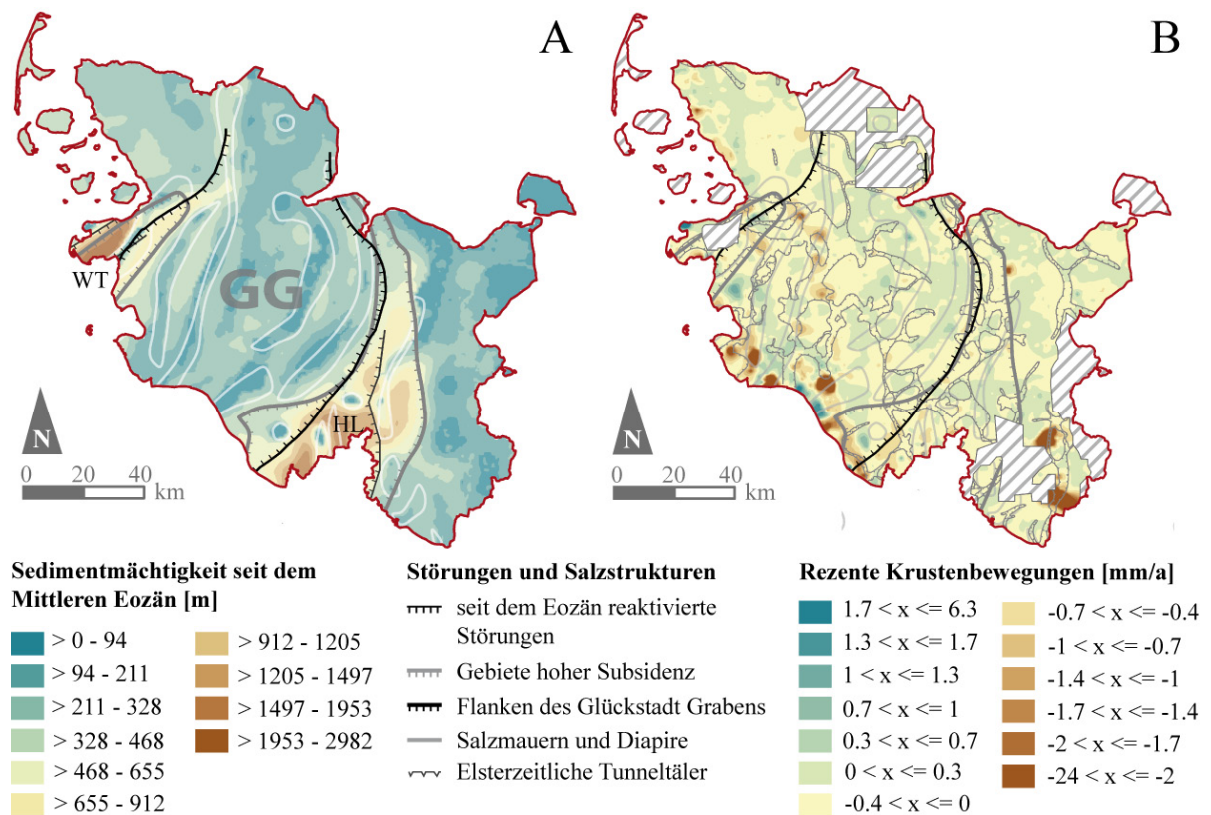 A
B
WT
GG
HL
N
0 20 40
km
N
0 20 40
km
Sedimentmächtigkeit seit dem
Mittleren Eozän [m]
> 0 - 94
> 94 - 211
> 211 - 328
> 328 - 468
> 468 - 655
> 655 - 912
> 912 - 1205
> 1205 - 1497
> 1497 - 1953
> 1953 - 2982
Störungen und Salzstrukturen
seit dem Eozän reaktivierte
Störungen
Gebiete hoher Subsidenz
Flanken des Glückstadt Grabens
Salzmauern und Diapire
Elsterzeitliche Tunneltäler
Rezente Krustenbewegungen [mm/a]
1.7 < x <= 6.3
1.3 < x <= 1.7
1 < x <= 1.3
0.7 < x <= 1
0.3 < x <= 0.7
0 < x <= 0.3
-0.4 < x <= 0
-0.7 < x <= -0.4
-1 < x <= -0.7
-1.4 < x <= -1
-1.7 < x <= -1.4
-2 < x <= -1.7
-24 < x <= -2